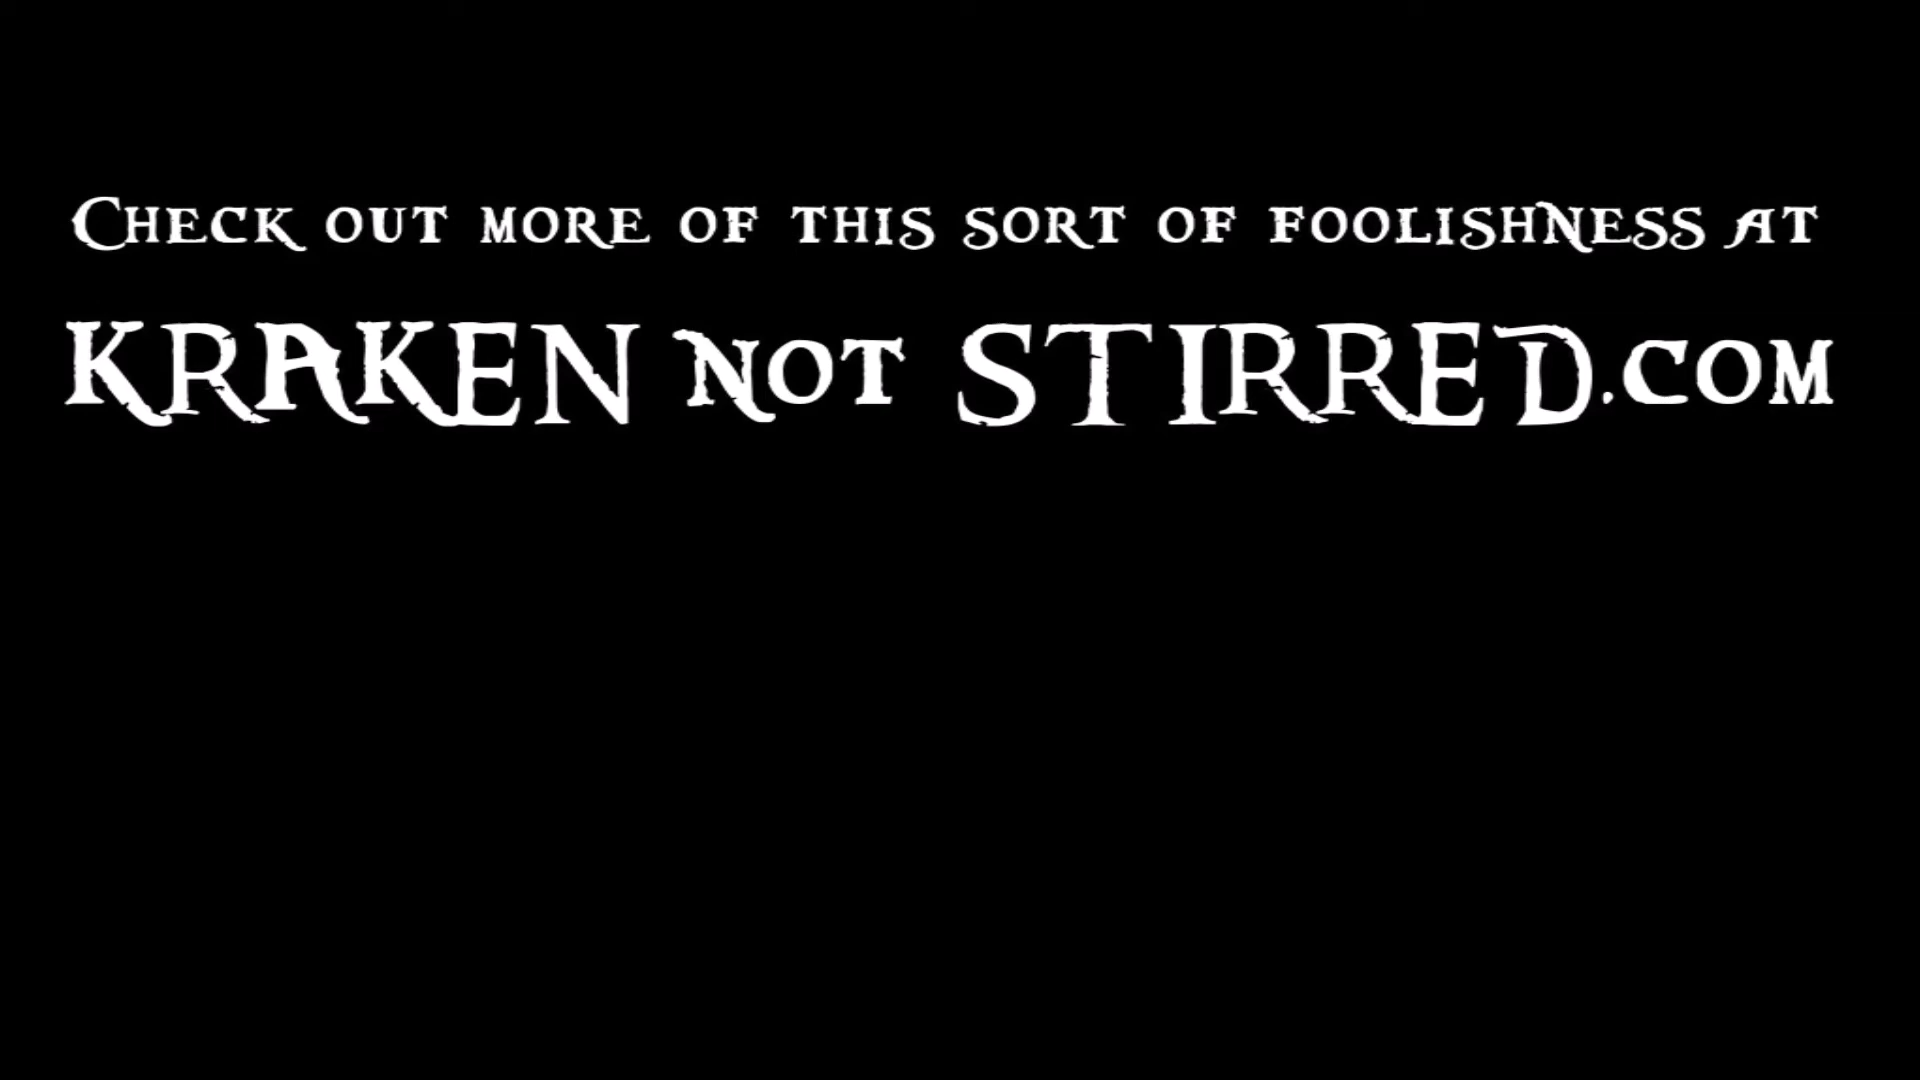 Check out more of this sort of foolishness at
KRAKEN not STIRRED.com